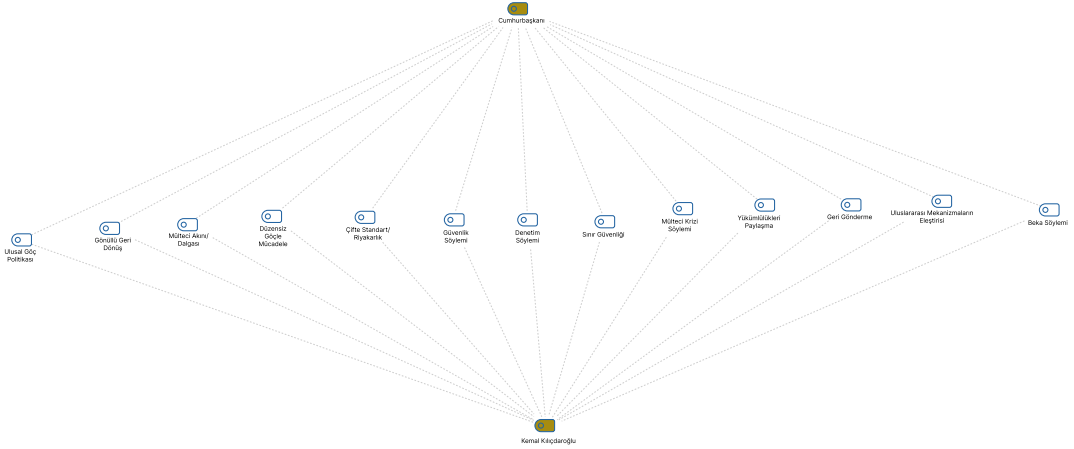 Cumhurbaşkanı
Ulusal Göç
Politikası
Gönüllü Geri
Dönüş
Mülteci Akını/
Dalgası
Düzensiz
Göçle
Mücadele
Çifte Standart/
Riyakarlık
Güvenlik
Söylemi
Denetim
Söylemi
Sınır Güvenliği
Mülteci Krizi
Söylemi
Yükümlülükleri
Paylaşma
Geri Gönderme
Uluslararası Mekanizmaların
Eleştirisi
Beka Söylemi
Kemal Kılıçdaroğlu